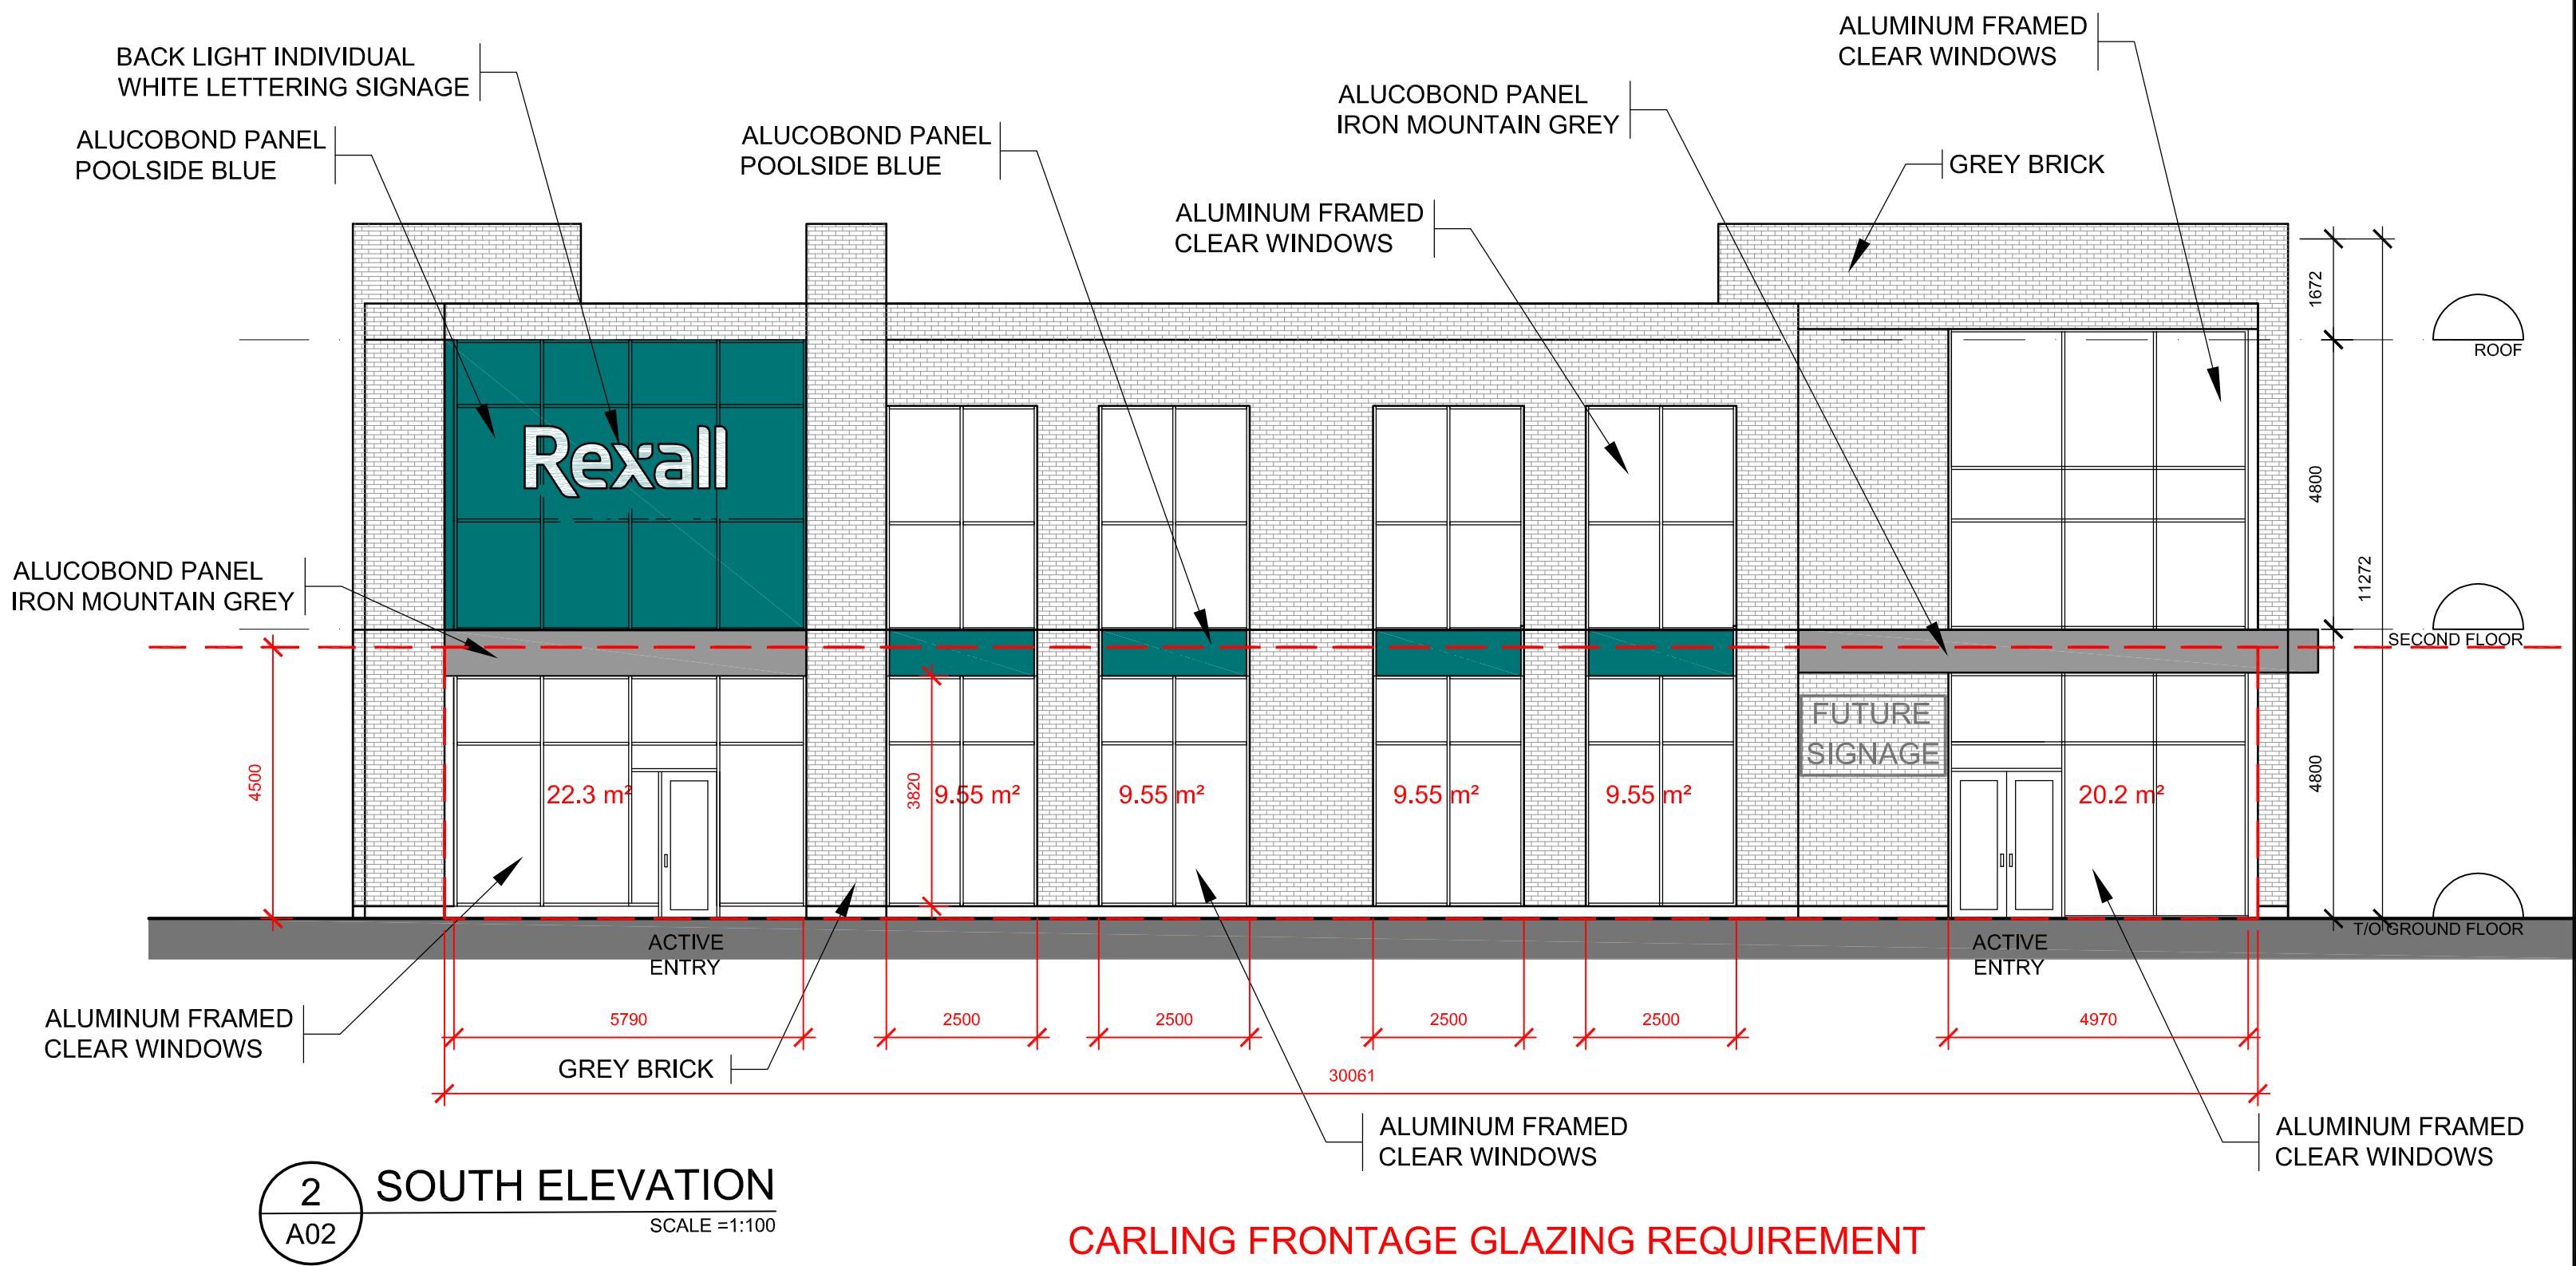 ALUMINUM FRAMED
CLEAR WINDOWS
BACK LIGHT INDIVIDUAL
WHITE LETTERING SIGNAGE
ALUCOBOND PANEL
IRON MOUNTAIN GREY
ALUCOBOND PANEL
POOLSIDE BLUE
ALUCOBOND PANEL
POOLSIDE BLUE
GREY BRICK
ALUMINUM FRAMED
CLEAR WINDOWS
1672
ROOF
Rexall
4800
ALUCOBOND PANEL
IRON MOUNTAIN GREY
11272
SECOND FLOOR
FUTURE
SIGNAGE
4500
3820
4800
22.3 m²
9.55 m²
9.55 m²
9.55 m²
9.55 m²
20.2 m²
T/O GROUND FLOOR
ACTIVE
ENTRY
ACTIVE
ENTRY
ALUMINUM FRAMED
CLEAR WINDOWS
5790
2500
2500
2500
2500
4970
GREY BRICK
30061
ALUMINUM FRAMED
CLEAR WINDOWS
ALUMINUM FRAMED
CLEAR WINDOWS
2
A02
SOUTH ELEVATION
SCALE =1:100
CARLING FRONTAGE GLAZING REQUIREMENT